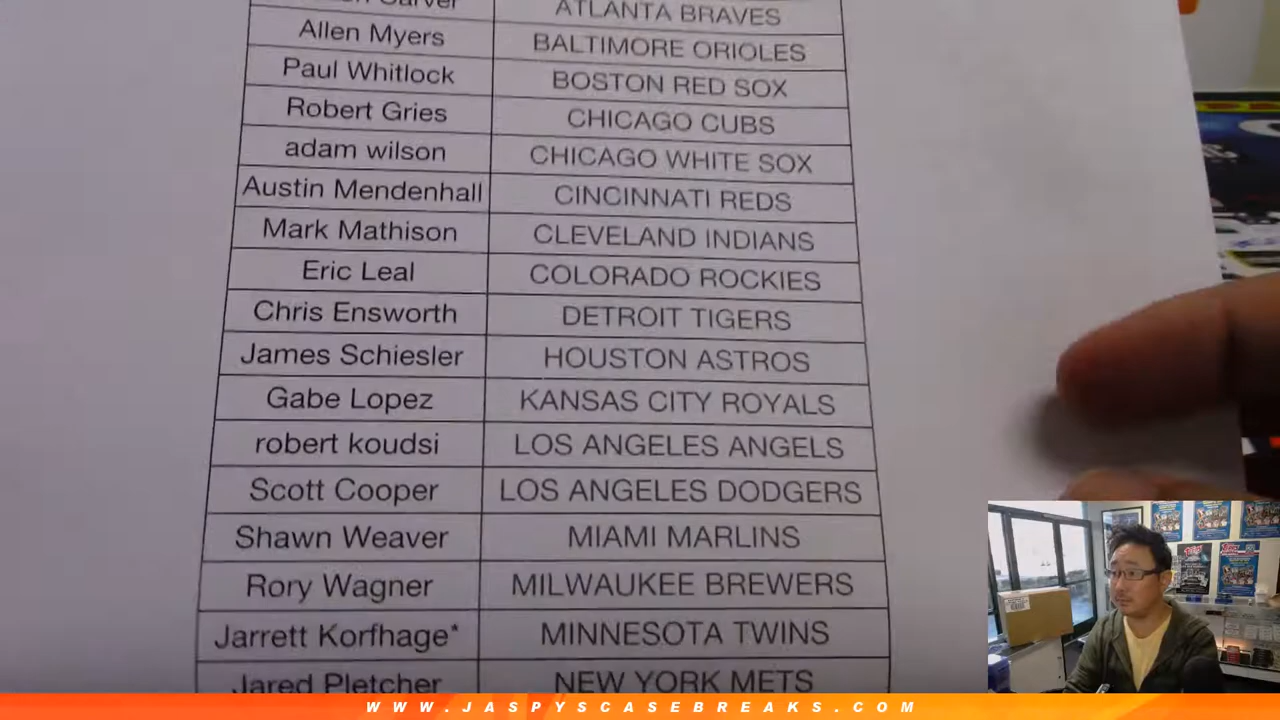 ATLANTA BRAVES
Allen Myers BALTIMORE ORIOLES
Paul Whitlock BOSTON RED SOX
Robert Gries CHICAGO CUBS
adam wilson CHICAGO WHITE SOX
Austin Mendenhall CINCINNATI REDS
Mark Mathison CLEVELAND INDIANS
Eric Leal COLORADO ROCKIES
Chris Ensworth DETROIT TIGERS
James Schiesler HOUSTON ASTROS
Gabe Lopez KANSAS CITY ROYALS
robert koudsi LOS ANGELES ANGELS
Scott Cooper LOS ANGELES DODGERS
Shawn Weaver MIAMI MARLINS
Rory Wagner MILWAUKEE BREWERS
Jarrett Korfhage* MINNESOTA TWINS
Jared Pletcher NEW YORK METS
WWW.JASPYSCASEBREAKS.COM